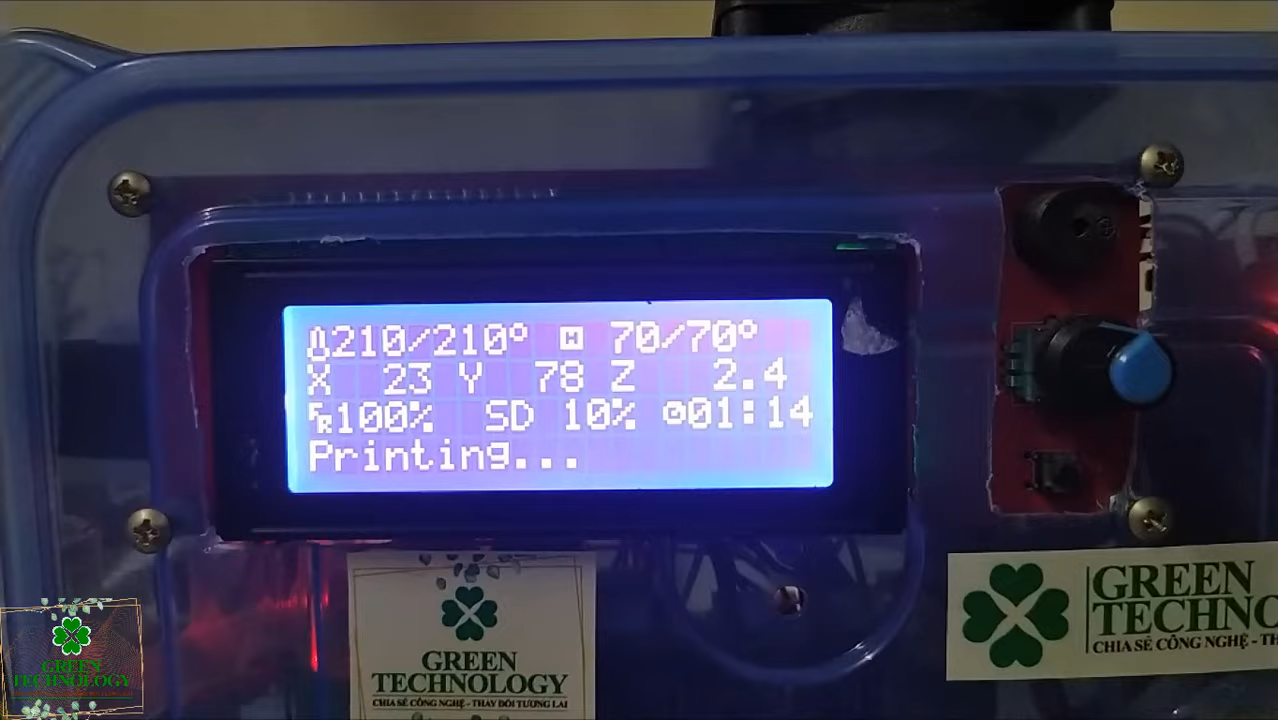 210/210° 70/70°
X 23 Y 78 Z 2.4
100% SD 10% 01:14
Printing...
GREEN
TECHNOLOGY
CHIA SẺ CÔNG NGHỆ - THAY ĐỔI TƯƠNG LAI
GREEN
TECHNO
CHIA SẺ CÔNG NGHỆ - TH
GREEN
TECHNOLOGY